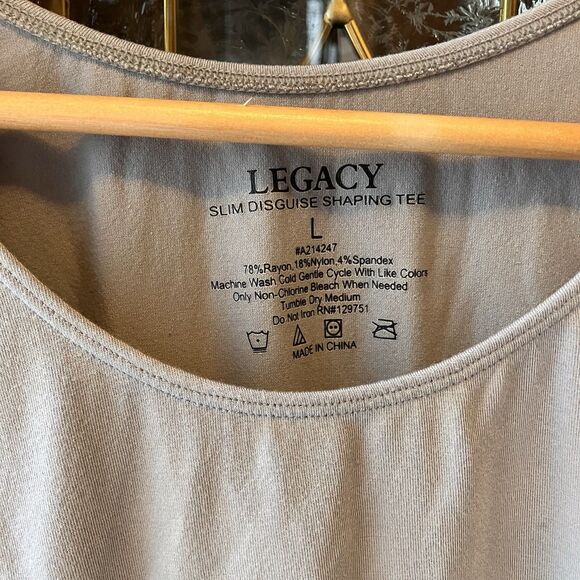 LEGACY
SLIM DISGUISE SHAPING TEE
L
#A214247
78%Rayon,18%Nylon,4%Spandex
Machine Wash Cold Gentle Cycle With Like Colors
Only Non-Chlorine Bleach When Needed
Tumble Dry Medium
Do Not Iron RN#129751
MADE IN CHINA